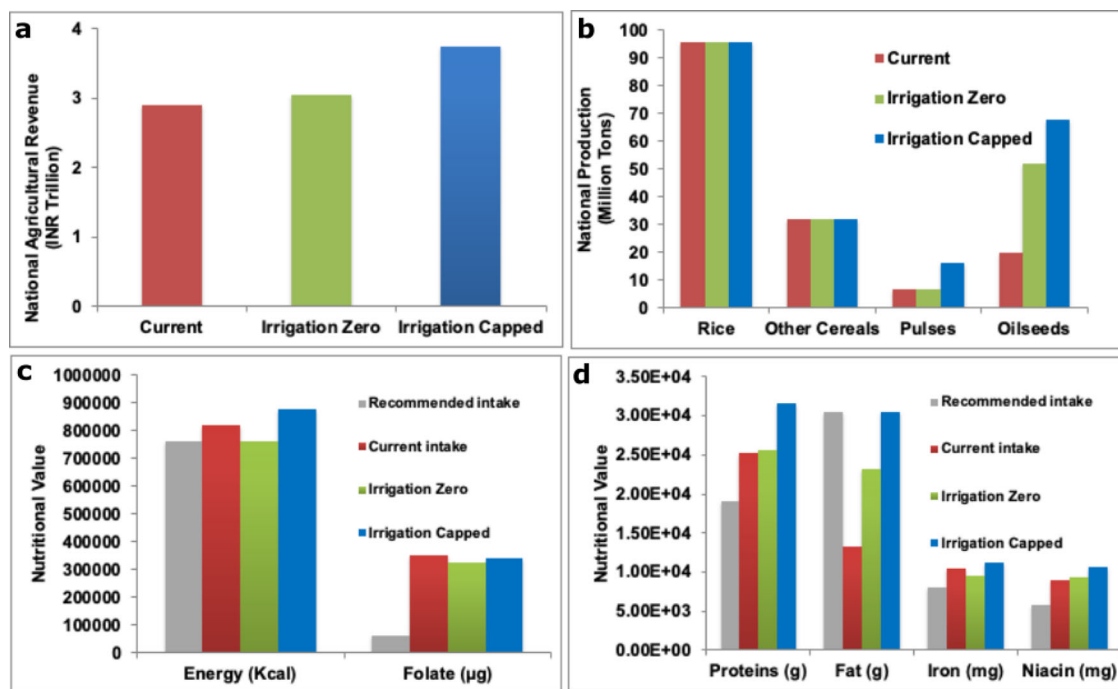 a
National Agricultural Revenue
(INR Trillion)
4
3
2
1
0
Current
Irrigation Zero
Irrigation Capped
b
National Production
(Million Tons)
100
90
80
70
60
50
40
30
20
10
0
Current
Irrigation Zero
Irrigation Capped
Rice
Other Cereals
Pulses
Oilseeds
c
Nutritional Value
1000000
900000
800000
700000
600000
500000
400000
300000
200000
100000
0
Recommended intake
Current intake
Irrigation Zero
Irrigation Capped
Energy (Kcal)
Folate (µg)
d
Nutritional Value
3.50E+04
3.00E+04
2.50E+04
2.00E+04
1.50E+04
1.00E+04
5.00E+03
0.00E+00
Recommended intake
Current intake
Irrigation Zero
Irrigation Capped
Proteins (g)
Fat (g)
Iron (mg)
Niacin (mg)